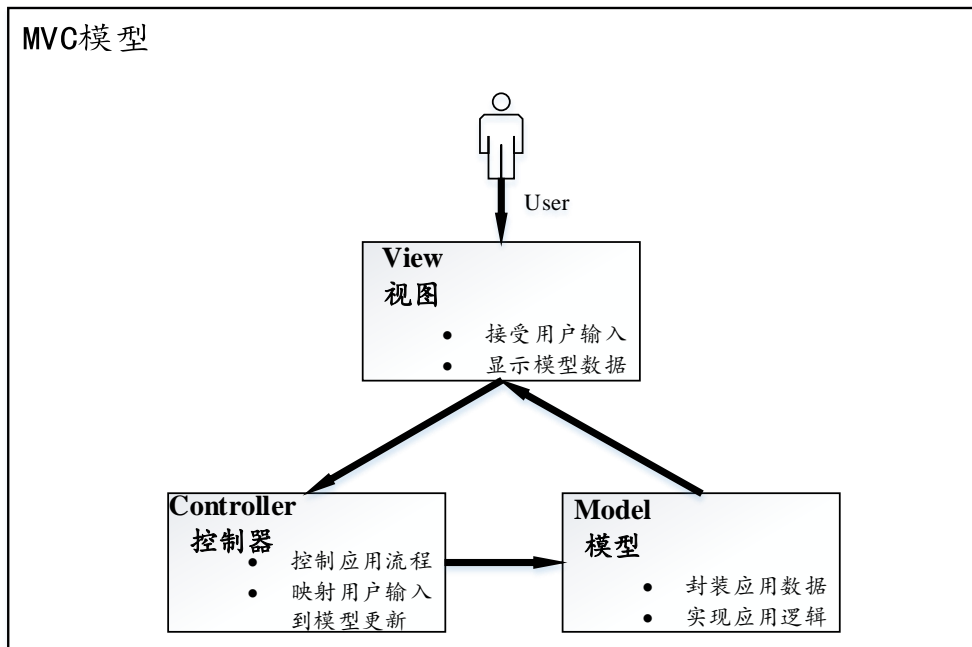 MVC模型
User
View
视图
● 接受用户输入
● 显示模型数据
Controller
控制器
● 控制应用流程
● 映射用户输入
到模型更新
Model
模型
● 封装应用数据
● 实现应用逻辑